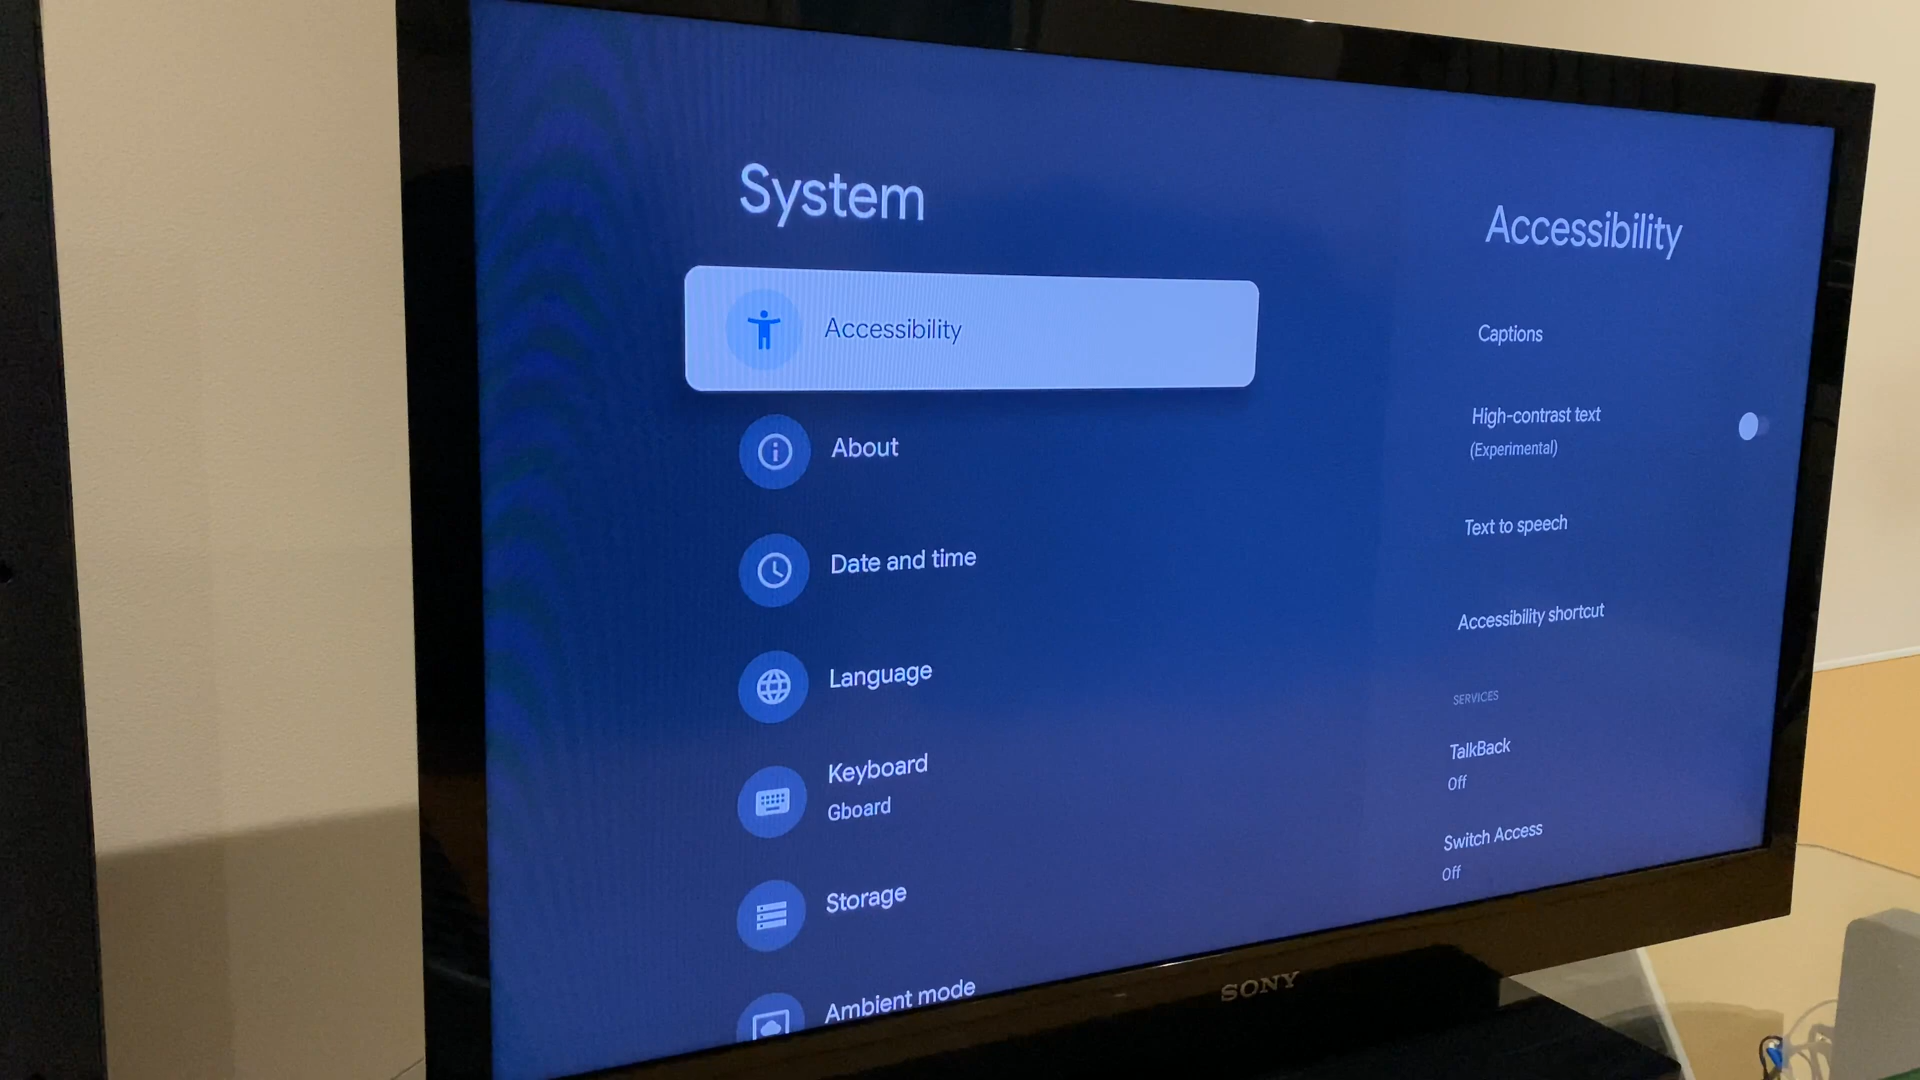 System
Accessibility
About
Date and time
Language
Keyboard
Gboard
Storage
Ambient mode
Accessibility
Captions
High-contrast text
(Experimental)
Text to speech
Accessibility shortcut
SERVICES
TalkBack
Off
Switch Access
Off
SONY